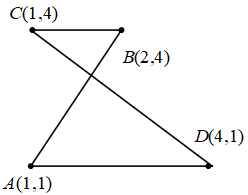 C(1,4)
B(2,4)
D(4,1)
A(1,1)